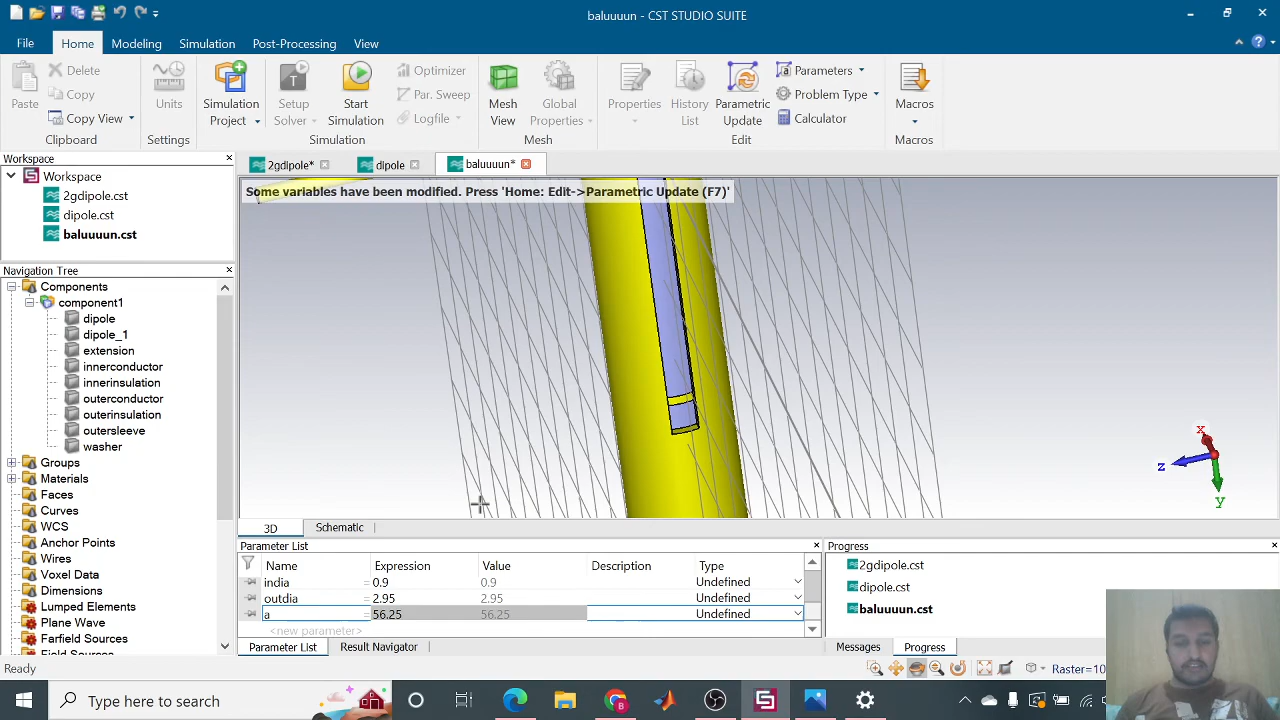 baluuuun - CST STUDIO SUITE
File Home Modeling Simulation Post-Processing View
Paste
Delete
Copy
Copy View
Clipboard
Units
Settings
Simulation Project
Setup Solver
Start Simulation
Optimizer
Par. Sweep
Logfile
Simulation
Mesh View
Global Properties
Mesh
Properties
History List
Parametric Update
Parameters
Problem Type
Calculator
Edit
Macros
Macros
Workspace
Workspace
2gdipole.cst
dipole.cst
baluuuun.cst
2gdipole* dipole baluuuun*
Some variables have been modified. Press 'Home: Edit->Parametric Update (F7)'
Navigation Tree
Components
component1
dipole
dipole_1
extension
innerconductor
innerinsulation
outerconductor
outerinsulation
outersleeve
washer
Groups
Materials
Faces
Curves
WCS
Anchor Points
Wires
Voxel Data
Dimensions
Lumped Elements
Plane Wave
Farfield Sources
x
z
y
3D Schematic
Parameter List
Name Expression Value Description Type
india = 0.9 0.9 Undefined
outdia = 2.95 2.95 Undefined
a = 56.25 56.25 Undefined
<new parameter>
Parameter List Result Navigator
Progress
2gdipole.cst
dipole.cst
baluuuun.cst
Messages Progress
Ready
Raster=10
Type here to search